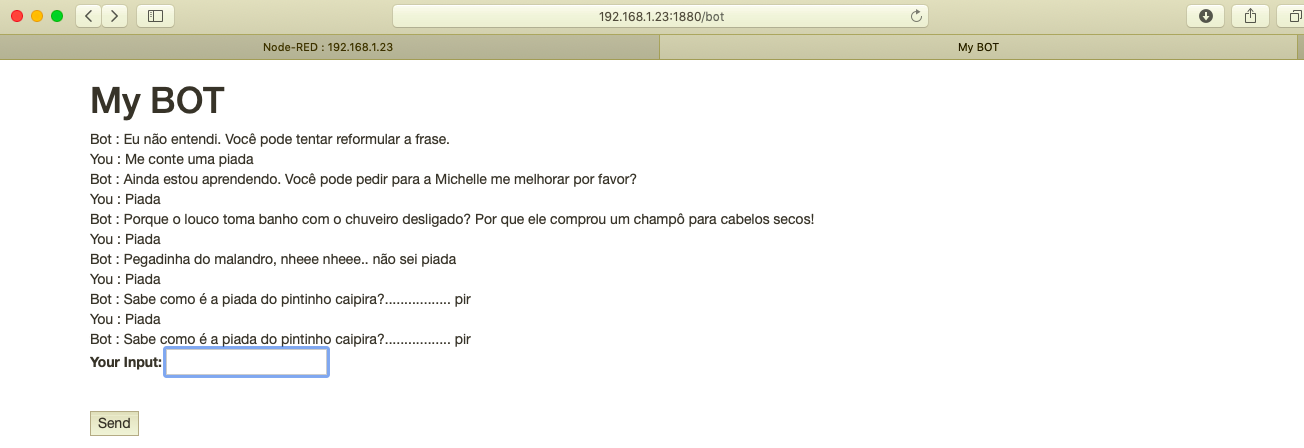 192.168.1.23:1880/bot
Node-RED : 192.168.1.23
My BOT
My BOT
Bot : Eu não entendi. Você pode tentar reformular a frase.
You : Me conte uma piada
Bot : Ainda estou aprendendo. Você pode pedir para a Michelle me melhorar por favor?
You : Piada
Bot : Porque o louco toma banho com o chuveiro desligado? Por que ele comprou um champô para cabelos secos!
You : Piada
Bot : Pegadinha do malandro, nheee nheee.. não sei piada
You : Piada
Bot : Sabe como é a piada do pintinho caipira?................. pir
You : Piada
Bot : Sabe como é a piada do pintinho caipira?................. pir
Your Input:
Send